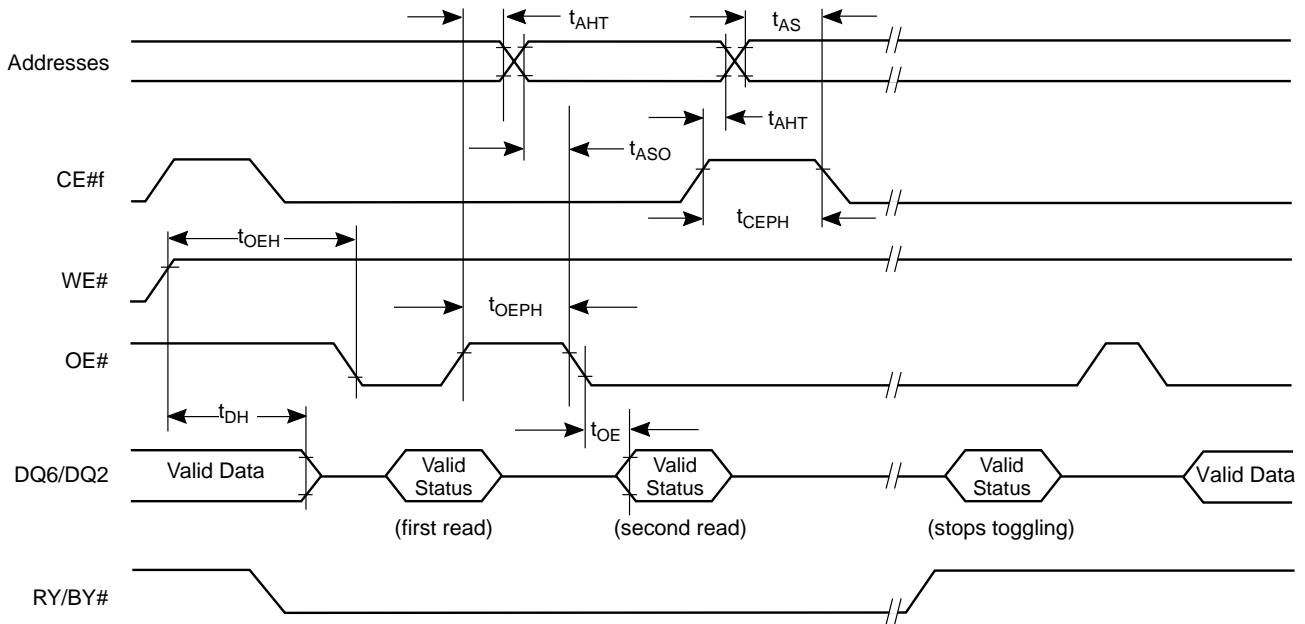 tAHT
tAS
Addresses
tAHT
tASO
CE#f
tCEPH
tOEH
WE#
tOEPH
OE#
tDH
tOE
DQ6/DQ2
Valid Data
Valid
Status
Valid
Status
Valid
Status
Valid Data
(first read)
(second read)
(stops toggling)
RY/BY#